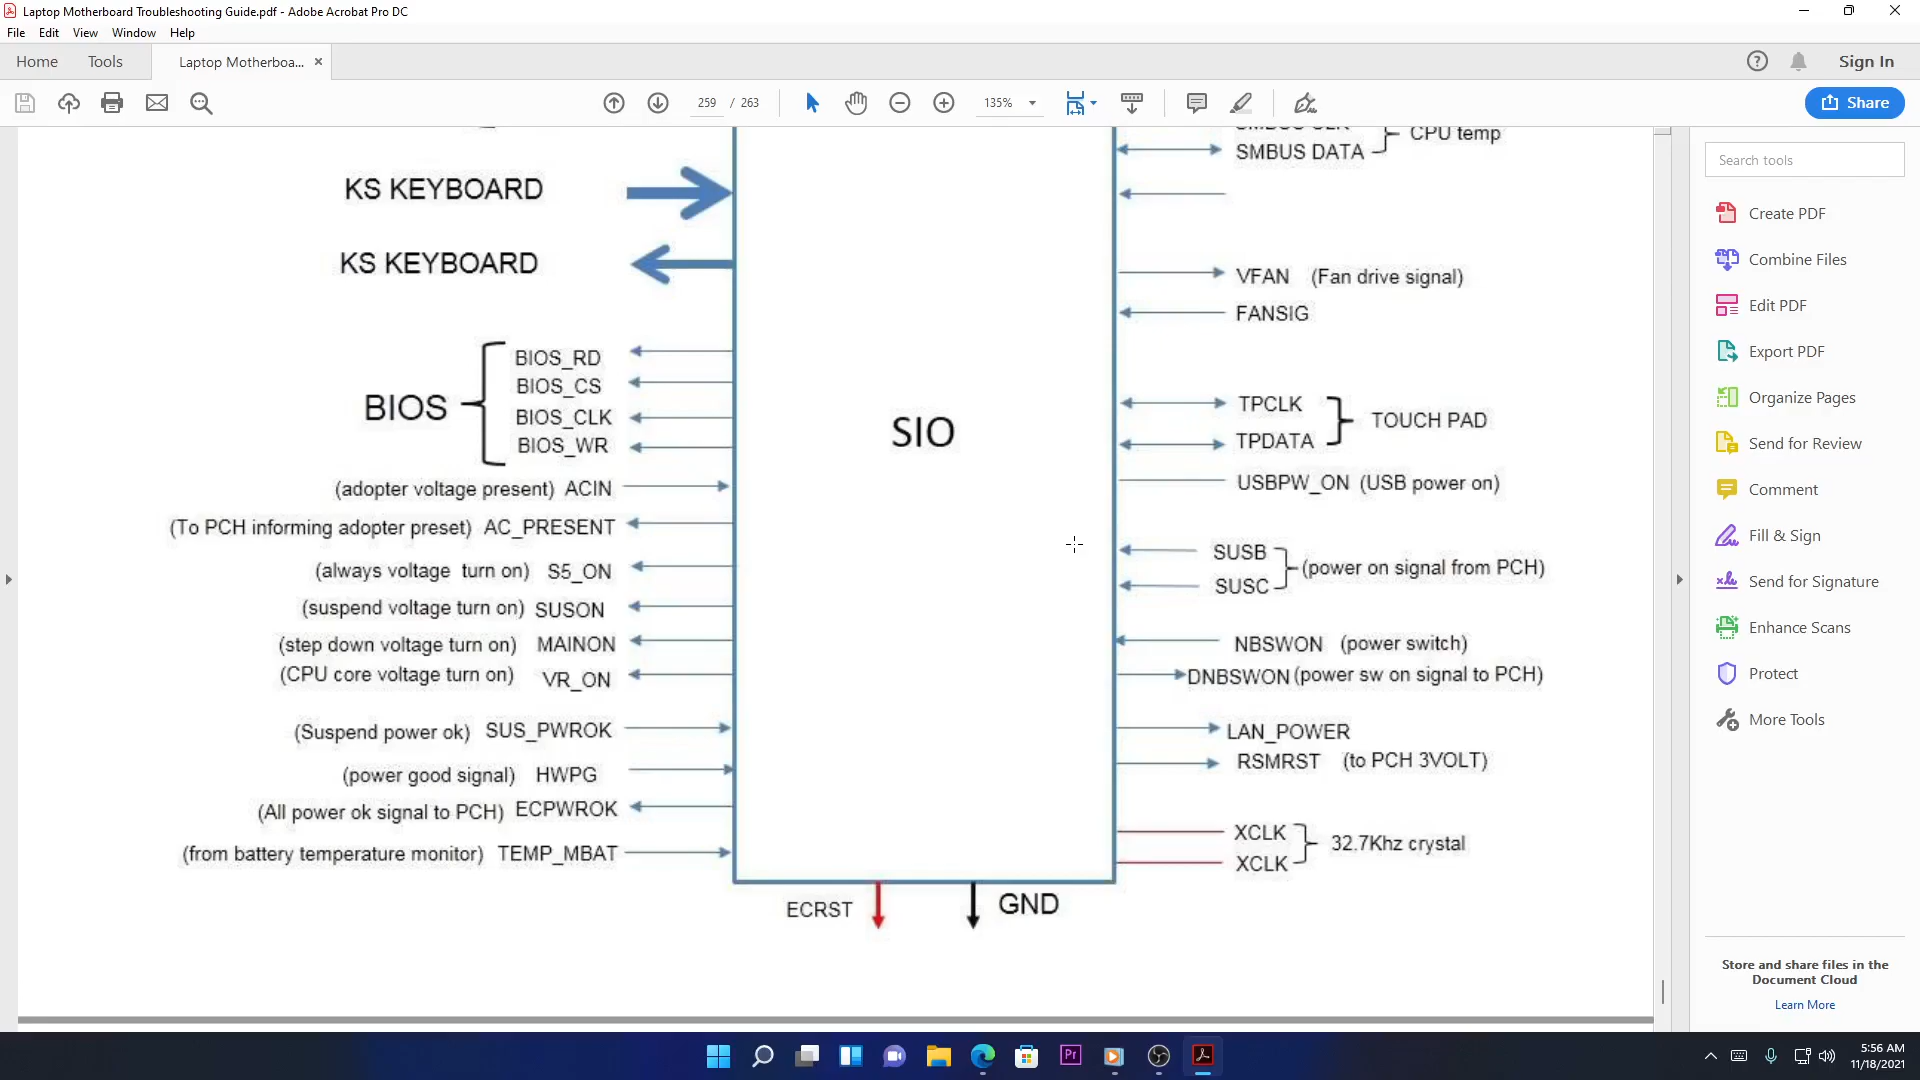 Laptop Motherboard Troubleshooting Guide.pdf - Adobe Acrobat Pro DC
File Edit View Window Help
Home Tools Laptop Motherboa... × Sign In
259 / 263 135% Share
SMBUS CLK
CPU temp
SMBUS DATA
KS KEYBOARD
KS KEYBOARD
VFAN (Fan drive signal)
FANSIG
BIOS
BIOS_RD
BIOS_CS
BIOS_CLK
BIOS_WR
SIO
TPCLK
TPDATA
TOUCH PAD
(adopter voltage present) ACIN
USBPW_ON (USB power on)
(To PCH informing adopter preset) AC_PRESENT
(always voltage turn on) S5_ON
SUSB
SUSC
(power on signal from PCH)
(suspend voltage turn on) SUSON
(step down voltage turn on) MAINON
NBSWON (power switch)
(CPU core voltage turn on) VR_ON
DNBSWON (power sw on signal to PCH)
(Suspend power ok) SUS_PWROK
LAN_POWER
(power good signal) HWPG
RSMRST (to PCH 3VOLT)
(All power ok signal to PCH) ECPWROK
(from battery temperature monitor) TEMP_MBAT
XCLK
XCLK
32.7Khz crystal
ECRST
GND
Search tools
Create PDF
Combine Files
Edit PDF
Export PDF
Organize Pages
Send for Review
Comment
Fill & Sign
Send for Signature
Enhance Scans
Protect
More Tools
Store and share files in the
Document Cloud
Learn More
Pr
5:56 AM
11/18/2021